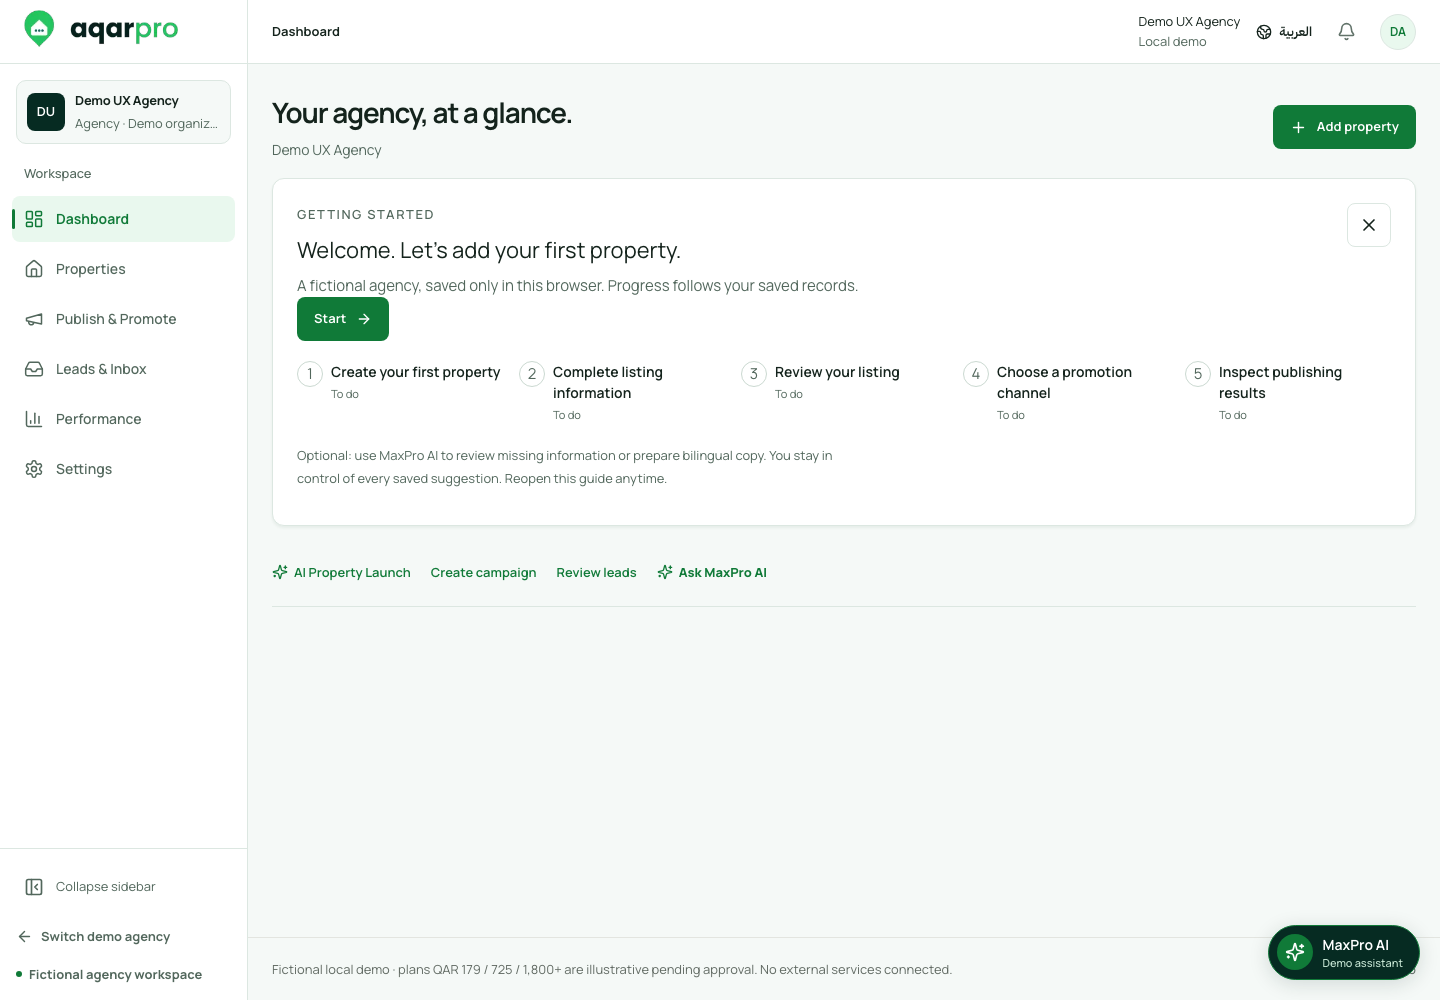 aqarpro
Dashboard
Demo UX Agency
Local demo
العربية
DA
DU
Demo UX Agency
Agency · Demo organiz...
Workspace
Dashboard
Properties
Publish & Promote
Leads & Inbox
Performance
Settings
Collapse sidebar
Switch demo agency
Fictional agency workspace
Your agency, at a glance.
Demo UX Agency
Add property
GETTING STARTED
Welcome. Let's add your first property.
A fictional agency, saved only in this browser. Progress follows your saved records.
Start
1 Create your first property
To do
2 Complete listing
information
To do
3 Review your listing
To do
4 Choose a promotion
channel
To do
5 Inspect publishing
results
To do
Optional: use MaxPro AI to review missing information or prepare bilingual copy. You stay in
control of every saved suggestion. Reopen this guide anytime.
AI Property Launch
Create campaign
Review leads
Ask MaxPro AI
Fictional local demo · plans QAR 179 / 725 / 1,800+ are illustrative pending approval. No external services connected.
MaxPro AI
Demo assistant